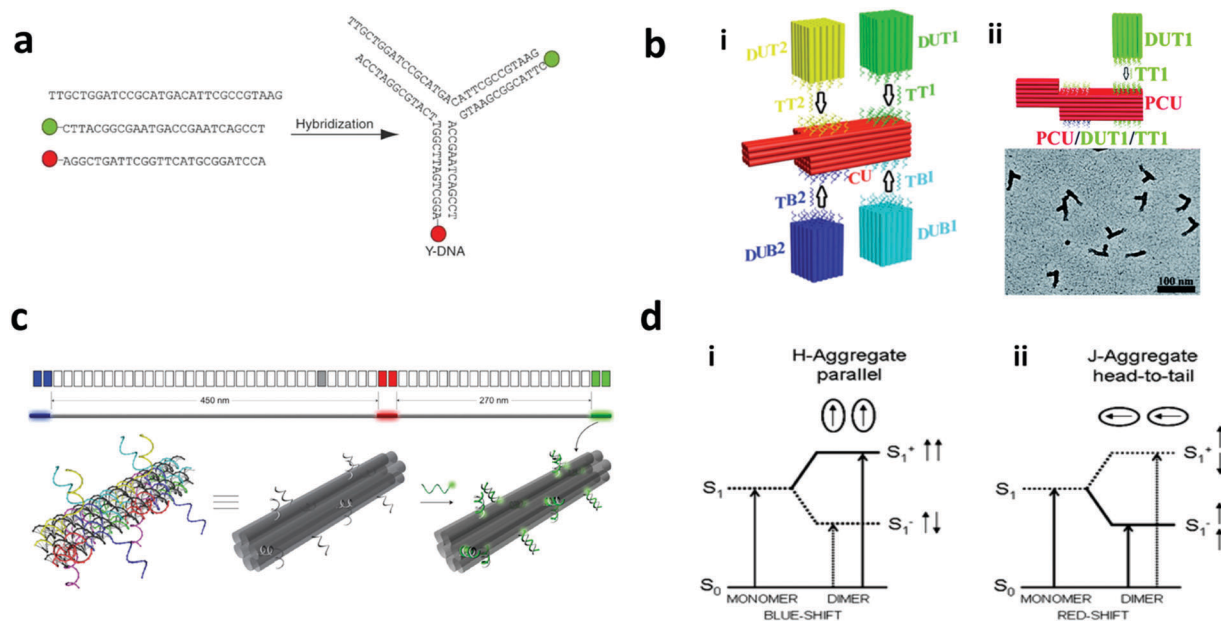 a
TTGCTGGATCCGCATGACATTCGCCGTAAG
-CTTACGGCGAATGACCGAATCAGCCT
-AGGCTGATTCGGTTCATGCGGATCCA
Hybridization
TTGCTGGATCCGCATGA
CATTCGCCGTAAG
ACCTAGGCGTACT
GTAAGCGGCATTC
TGGCTTAGTCGGA
ACCGAATCAGCCT
Y-DNA
b
i
DUT2
DUT1
TT2
TT1
CU
TB2
TB1
DUB2
DUB1
ii
DUT1
TT1
PCU
PCU/DUT1/TT1
100 nm
c
450 nm
270 nm
d
i
H-Aggregate
parallel
S1+ ↑↑
S1
S1- ↑↓
S0
MONOMER
DIMER
BLUE-SHIFT
ii
J-Aggregate
head-to-tail
S1+
S1
S1-
S0
MONOMER
DIMER
RED-SHIFT